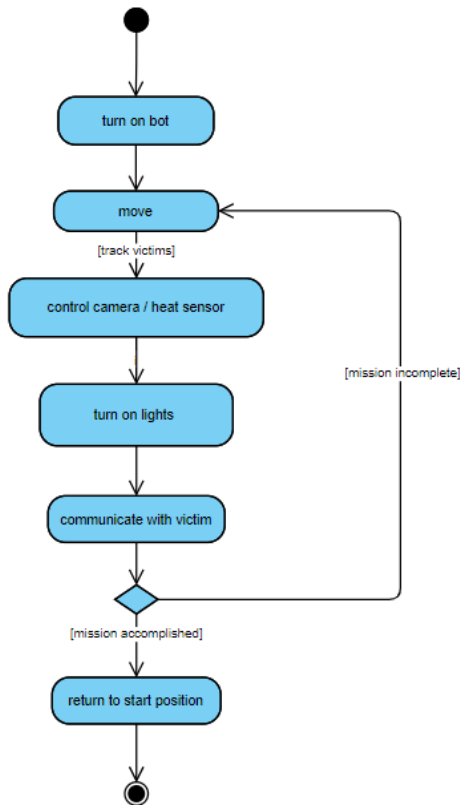 turn on bot
move
[track victims]
control camera / heat sensor
[mission incomplete]
turn on lights
communicate with victim
[mission accomplished]
return to start position